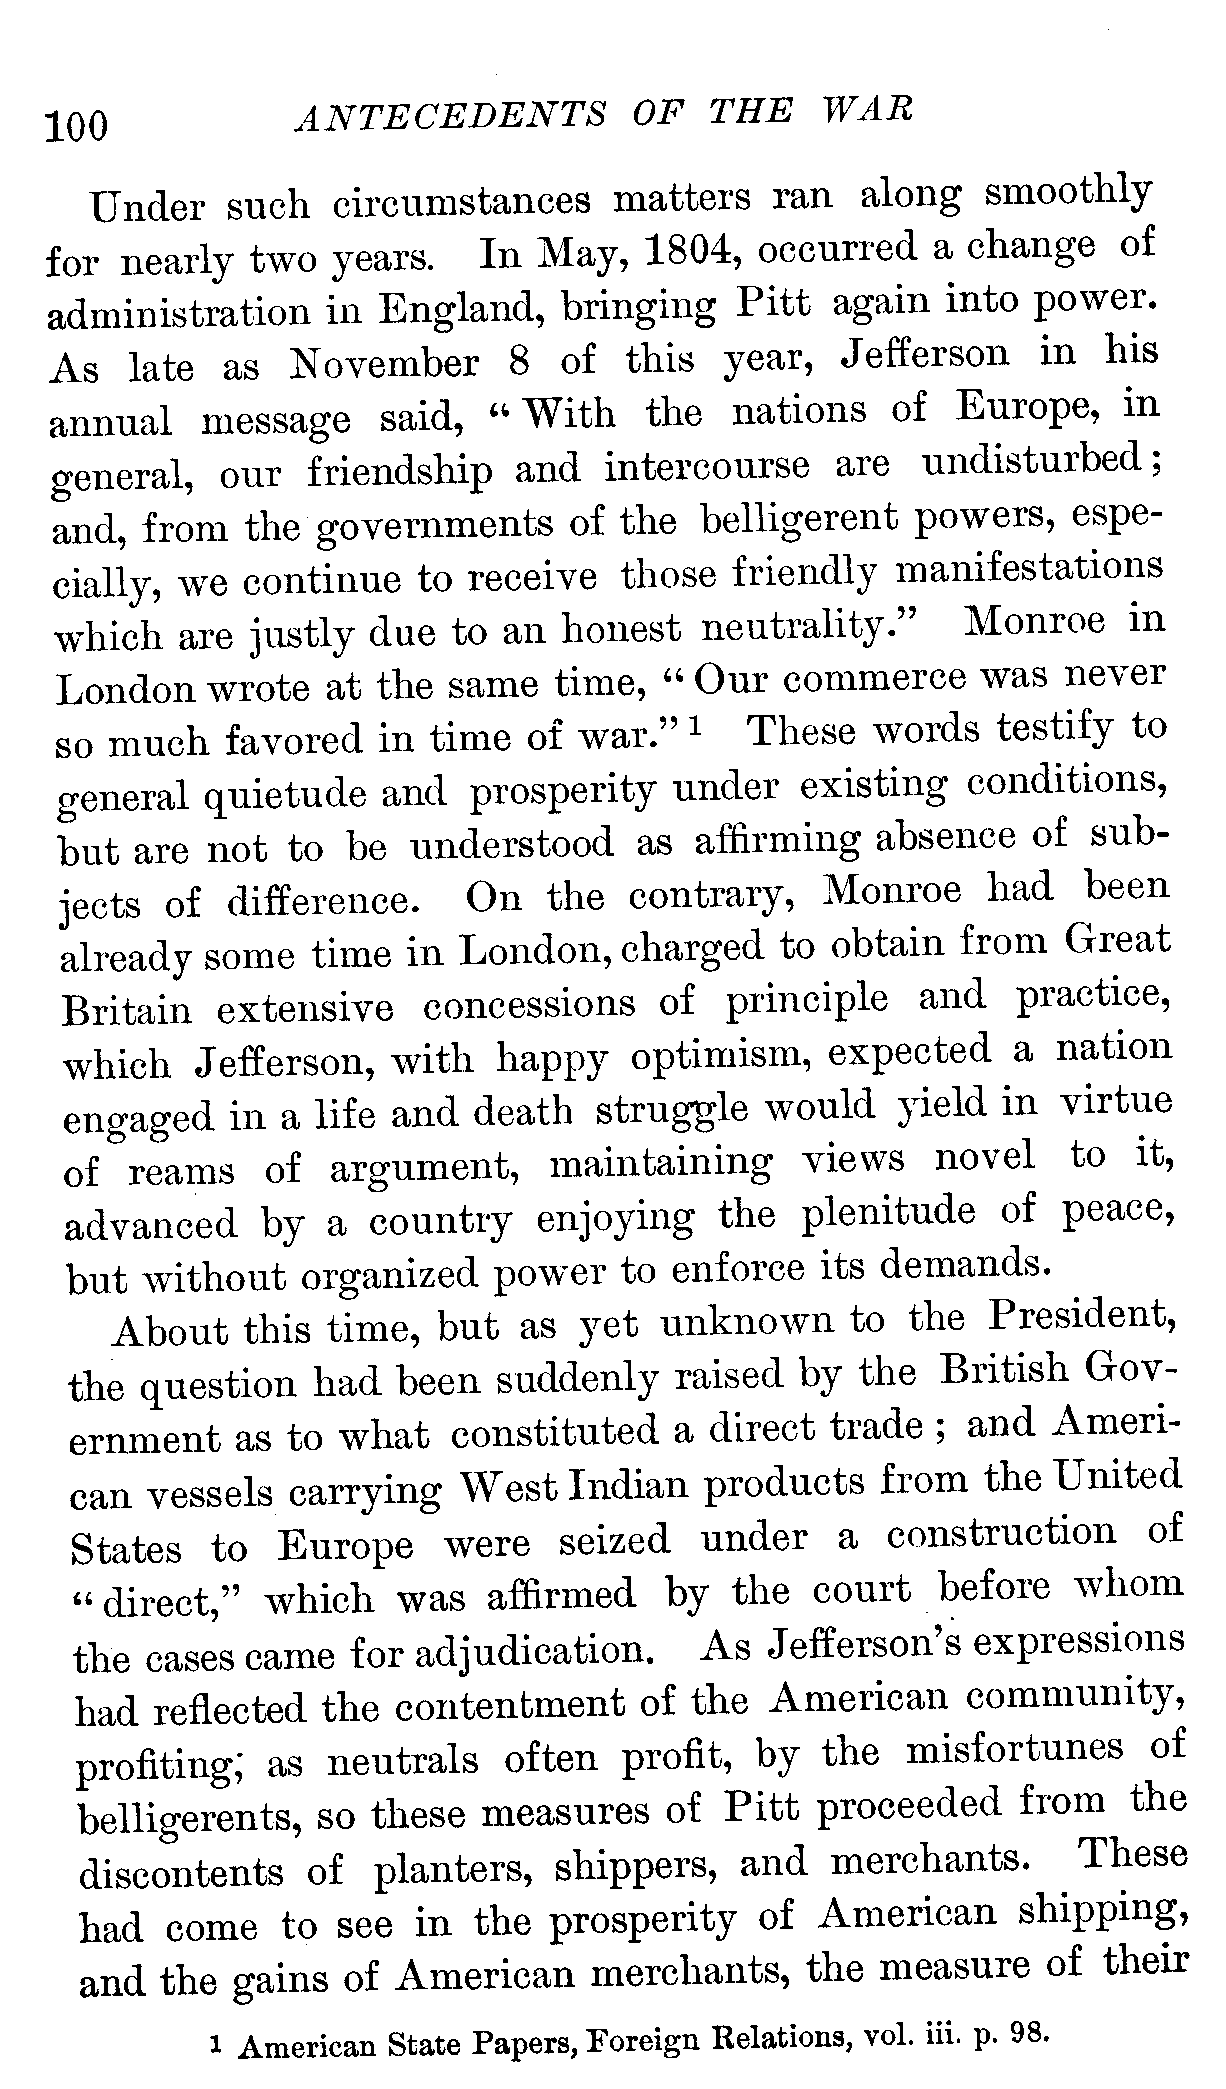 100 ANTECEDENTS OF THE WAR
Under such circumstances matters ran along smoothly
for nearly two years. In May, 1804, occurred a change of
administration in England, bringing Pitt again into power.
As late as November 8 of this year, Jefferson in his
annual message said, “With the nations of Europe, in
general, our friendship and intercourse are undisturbed;
and, from the governments of the belligerent powers, espe-
cially, we continue to receive those friendly manifestations
which are justly due to an honest neutrality.” Monroe in
London wrote at the same time, “Our commerce was never
so much favored in time of war.”¹ These words testify to
general quietude and prosperity under existing conditions,
but are not to be understood as affirming absence of sub-
jects of difference. On the contrary, Monroe had been
already some time in London, charged to obtain from Great
Britain extensive concessions of principle and practice,
which Jefferson, with happy optimism, expected a nation
engaged in a life and death struggle would yield in virtue
of reams of argument, maintaining views novel to it,
advanced by a country enjoying the plenitude of peace,
but without organized power to enforce its demands.
About this time, but as yet unknown to the President,
the question had been suddenly raised by the British Gov-
ernment as to what constituted a direct trade; and Ameri-
can vessels carrying West Indian products from the United
States to Europe were seized under a construction of
“direct,” which was affirmed by the court before whom
the cases came for adjudication. As Jefferson's expressions
had reflected the contentment of the American community,
profiting, as neutrals often profit, by the misfortunes of
belligerents, so these measures of Pitt proceeded from the
discontents of planters, shippers, and merchants. These
had come to see in the prosperity of American shipping,
and the gains of American merchants, the measure of their
1 American State Papers, Foreign Relations, vol. iii. p. 98.